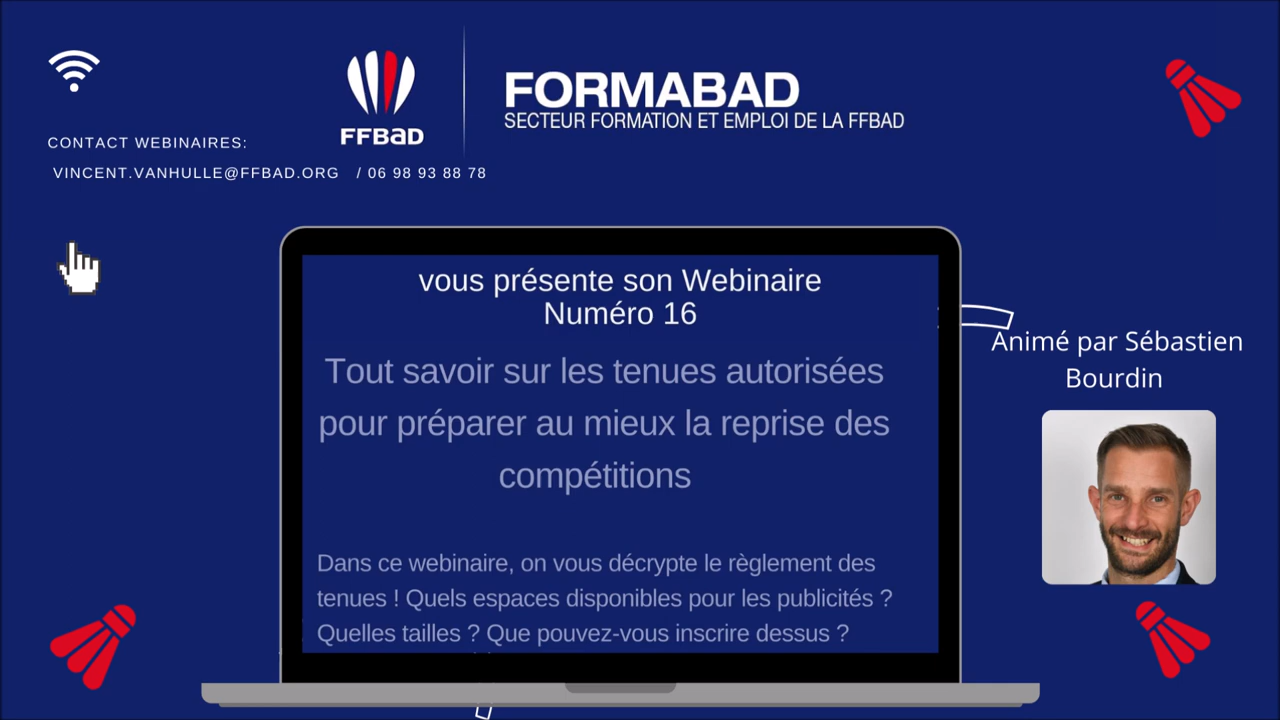 FFBaD
FORMABAD
SECTEUR FORMATION ET EMPLOI DE LA FFBAD
CONTACT WEBINAIRES:
VINCENT.VANHULLE@FFBAD.ORG / 06 98 93 88 78
vous présente son Webinaire
Numéro 16
Tout savoir sur les tenues autorisées
pour préparer au mieux la reprise des
compétitions
Dans ce webinaire, on vous décrypte le règlement des
tenues ! Quels espaces disponibles pour les publicités ?
Quelles tailles ? Que pouvez-vous inscrire dessus ?
Animé par Sébastien
Bourdin